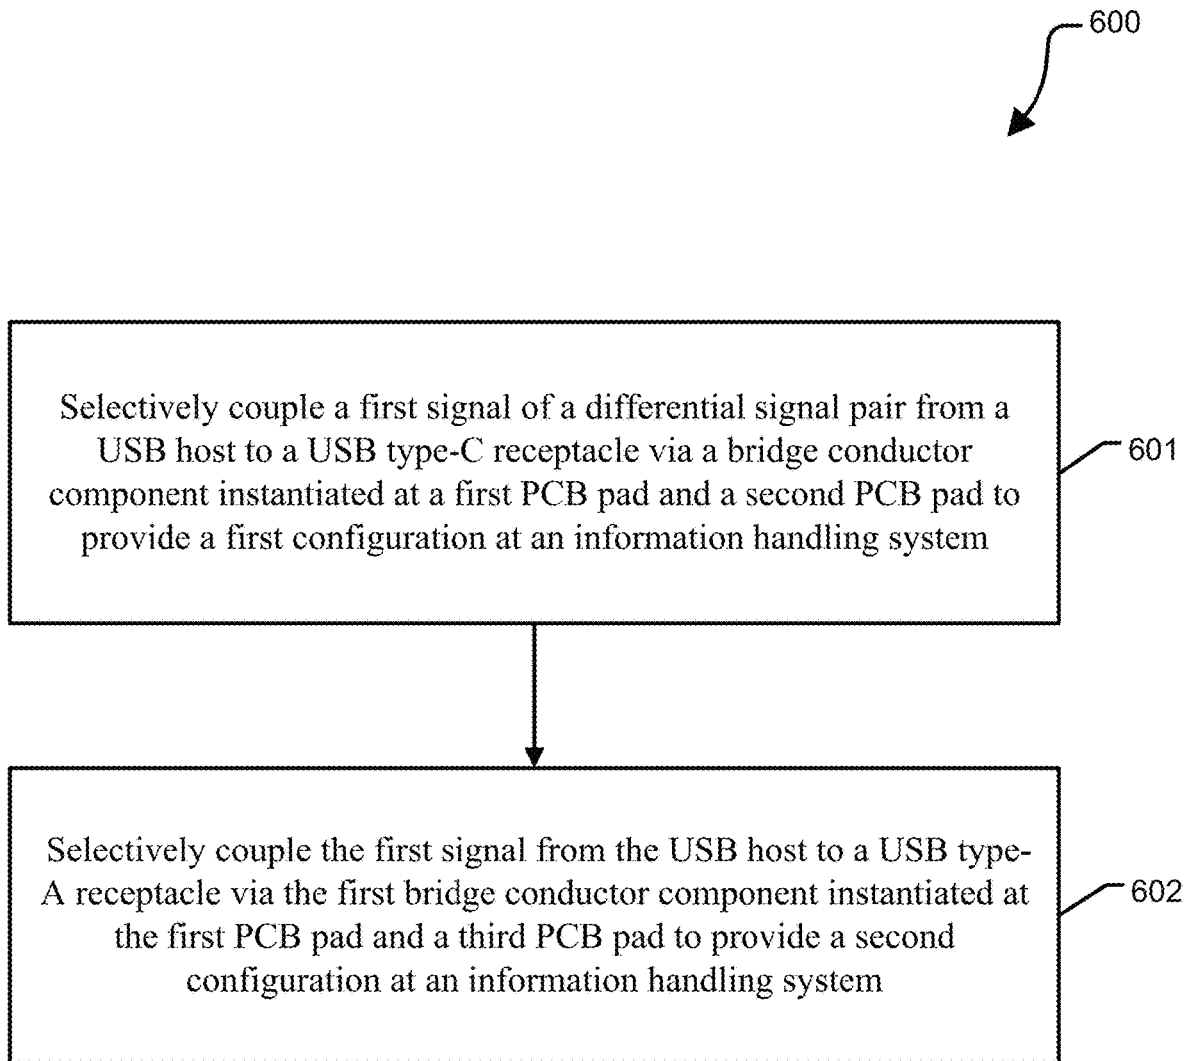 600
Selectively couple a first signal of a differential signal pair from a
USB host to a USB type-C receptacle via a bridge conductor
component instantiated at a first PCB pad and a second PCB pad to
provide a first configuration at an information handling system
601
Selectively couple the first signal from the USB host to a USB type-
A receptacle via the first bridge conductor component instantiated at
the first PCB pad and a third PCB pad to provide a second
configuration at an information handling system
602